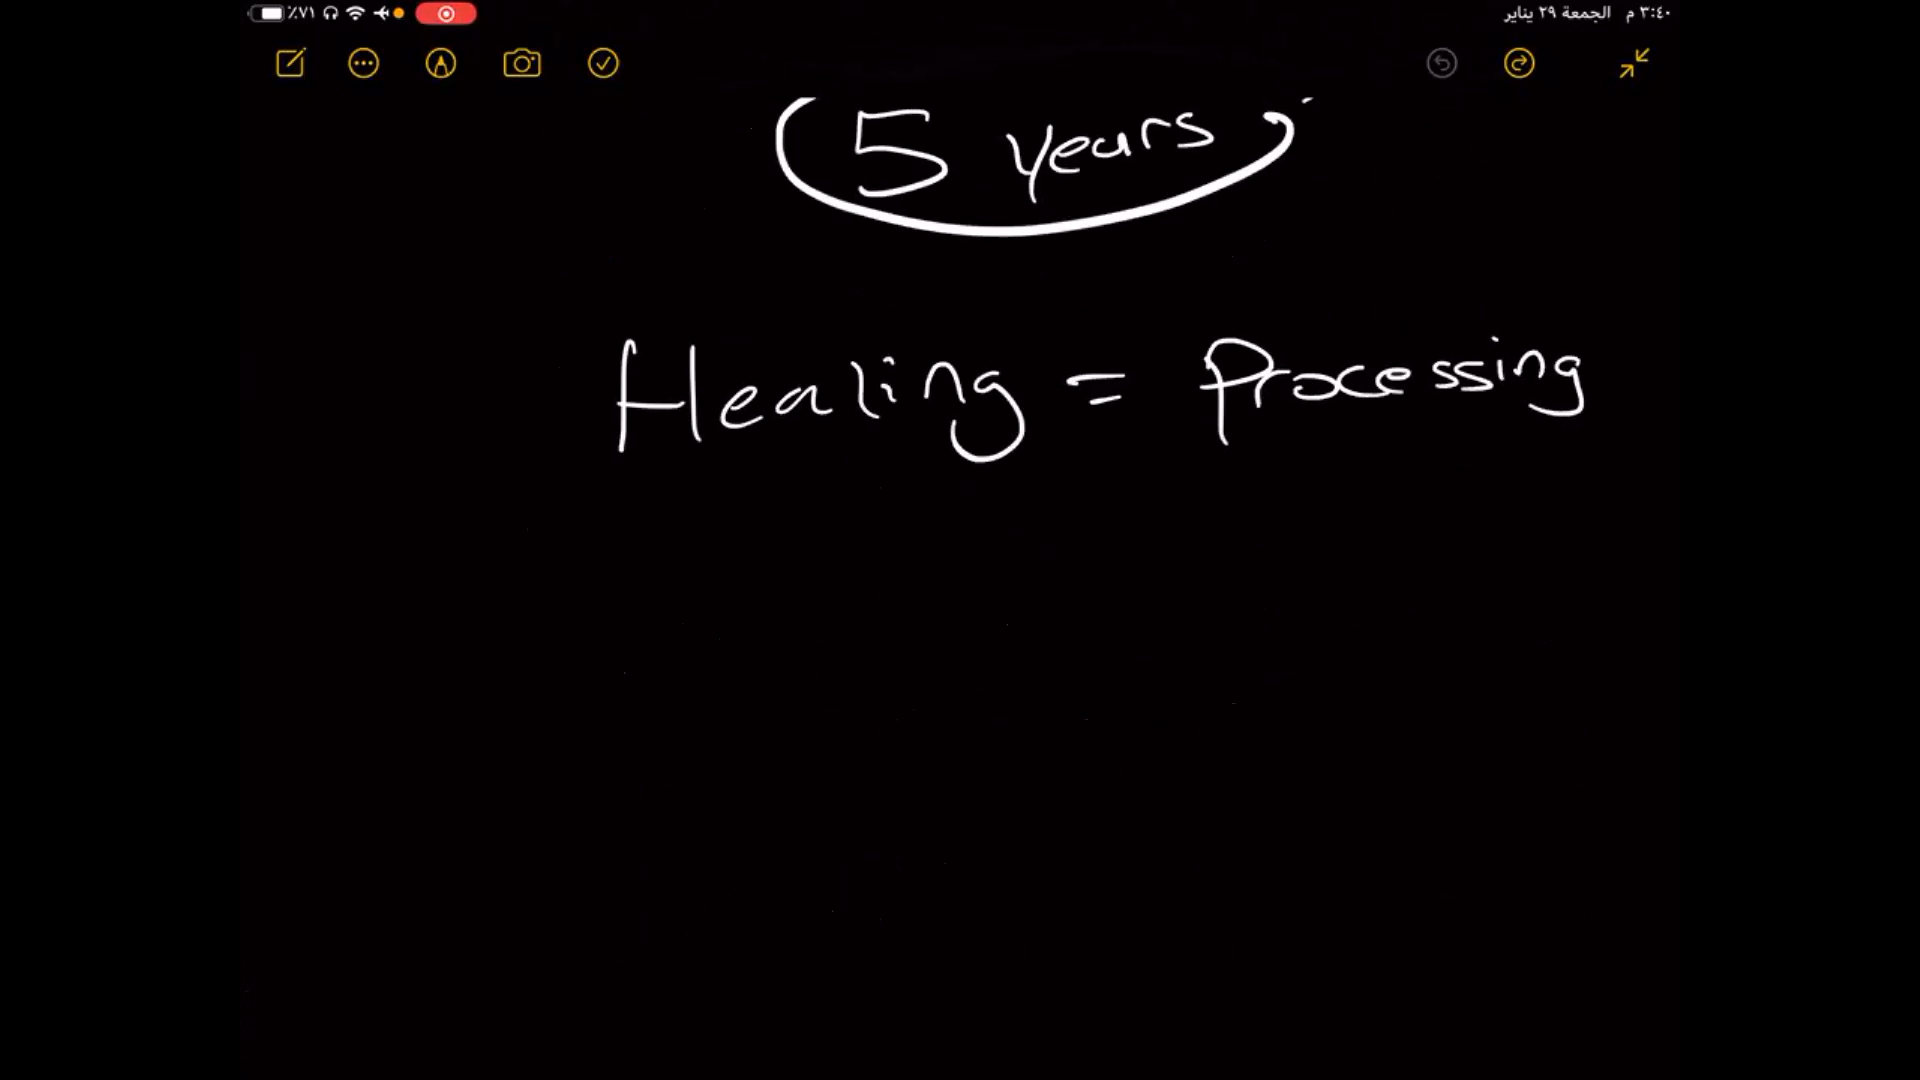 ٪٧١
٣:٤٠ م الجمعة ٢٩ يناير
5 years
Healing = Processing